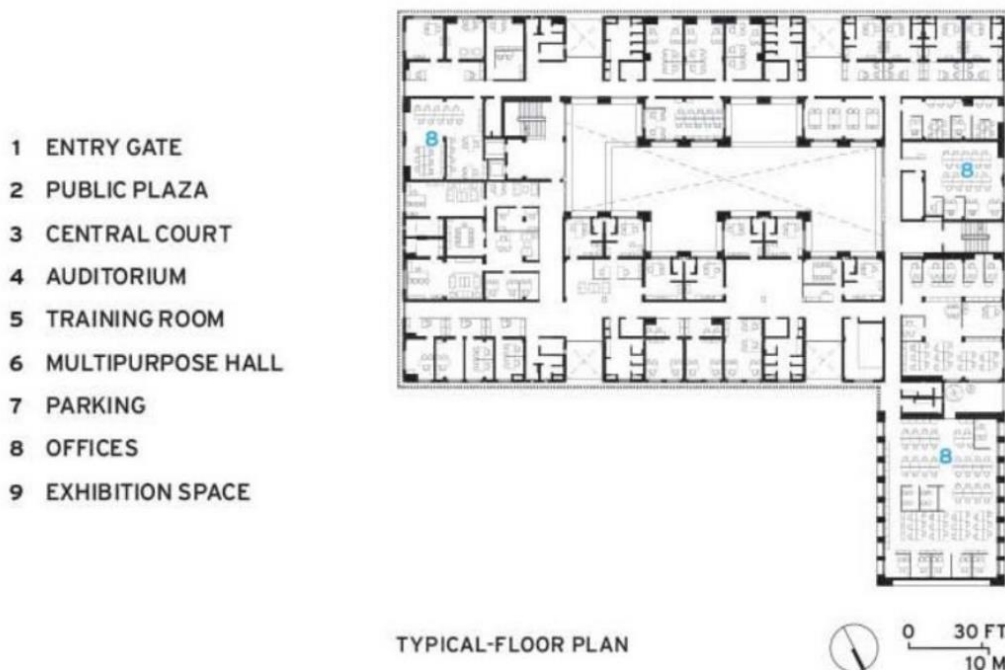 1 ENTRY GATE
2 PUBLIC PLAZA
3 CENTRAL COURT
4 AUDITORIUM
5 TRAINING ROOM
6 MULTIPURPOSE HALL
7 PARKING
8 OFFICES
9 EXHIBITION SPACE
8
8
8
TYPICAL-FLOOR PLAN
0 30 FT
10 M